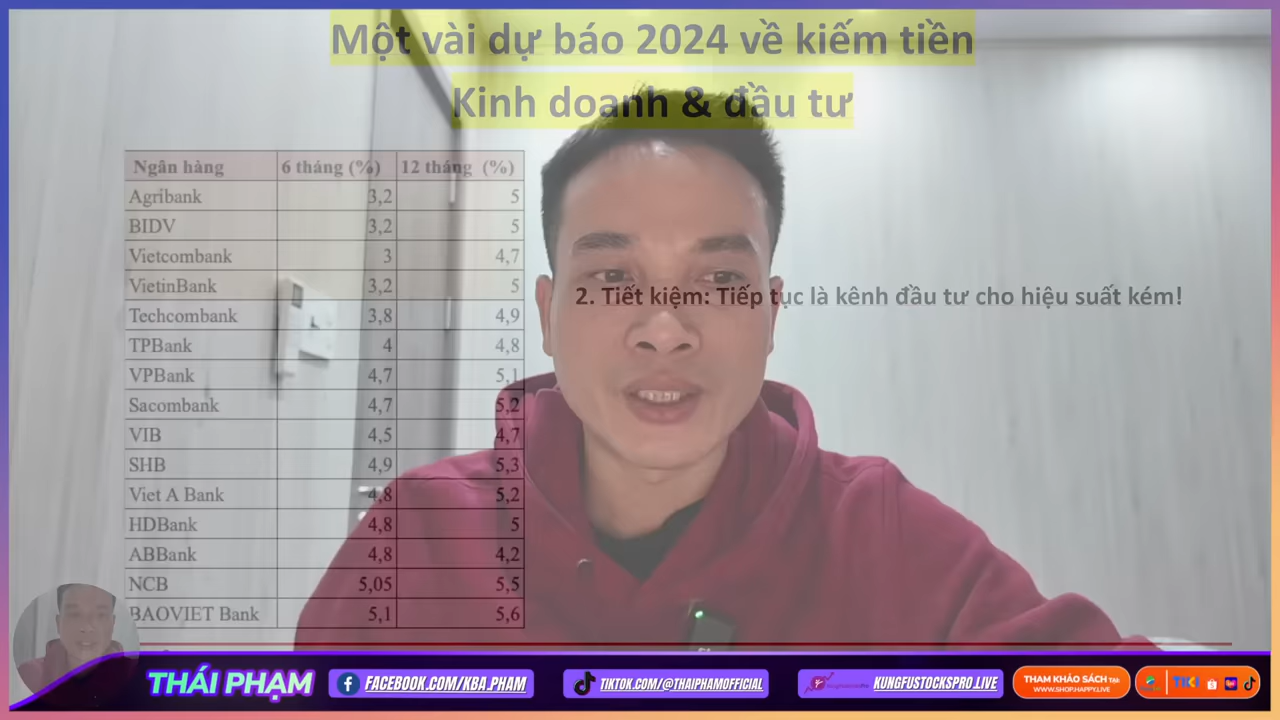 Một vài dự báo 2024 về kiếm tiền
Kinh doanh & đầu tư
Ngân hàng 6 tháng (%) 12 tháng (%)
Agribank 3,2 5
BIDV 3,2 5
Vietcombank 3 4,7
VietinBank 3,2 5
Techcombank 3,8 4,9
TPBank 4 4,8
VPBank 4,7 5,1
Sacombank 4,7 5,2
VIB 4,5 4,7
SHB 4,9 5,3
Viet A Bank 4,8 5,2
HDBank 4,8 5
ABBank 4,8 4,2
NCB 5,05 5,5
BAOVIET Bank 5,1 5,6
2. Tiết kiệm: Tiếp tục là kênh đầu tư cho hiệu suất kém!
THÁI PHẠM
FACEBOOK.COM/KBA.PHAM
TIKTOK.COM/@THAIPHAMOFFICIAL
KUNGFUSTOCKSPRO.LIVE
THAM KHẢO SÁCH TẠI:
WWW.SHOP.HAPPY.LIVE
TIKI